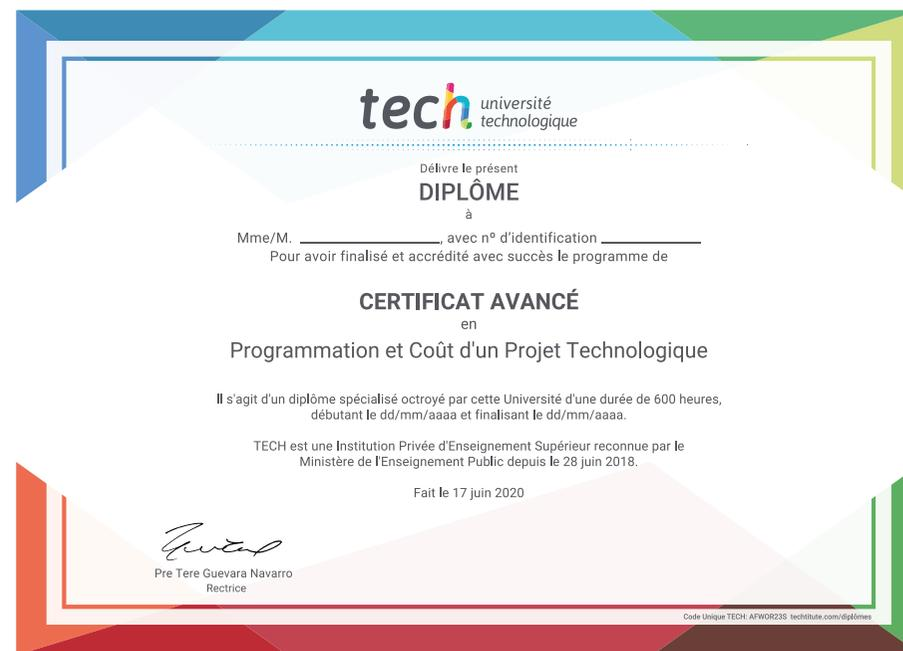 tech université
technologique
Délivre le présent
DIPLÔME
à
Mme/M. ____________, avec nº d'identification ____________
Pour avoir finalisé et accrédité avec succès le programme de
CERTIFICAT AVANCÉ
en
Programmation et Coût d'un Projet Technologique
Il s'agit d'un diplôme spécialisé octroyé par cette Université d'une durée de 600 heures,
débutant le dd/mm/aaaa et finalisant le dd/mm/aaaa.
TECH est une Institution Privée d'Enseignement Supérieur reconnue par le
Ministère de l'Enseignement Public depuis le 28 juin 2018.
Fait le 17 juin 2020
Pre Tere Guevara Navarro
Rectrice
Code Unique TECH: AFWOR23S techtitute.com/diplômes